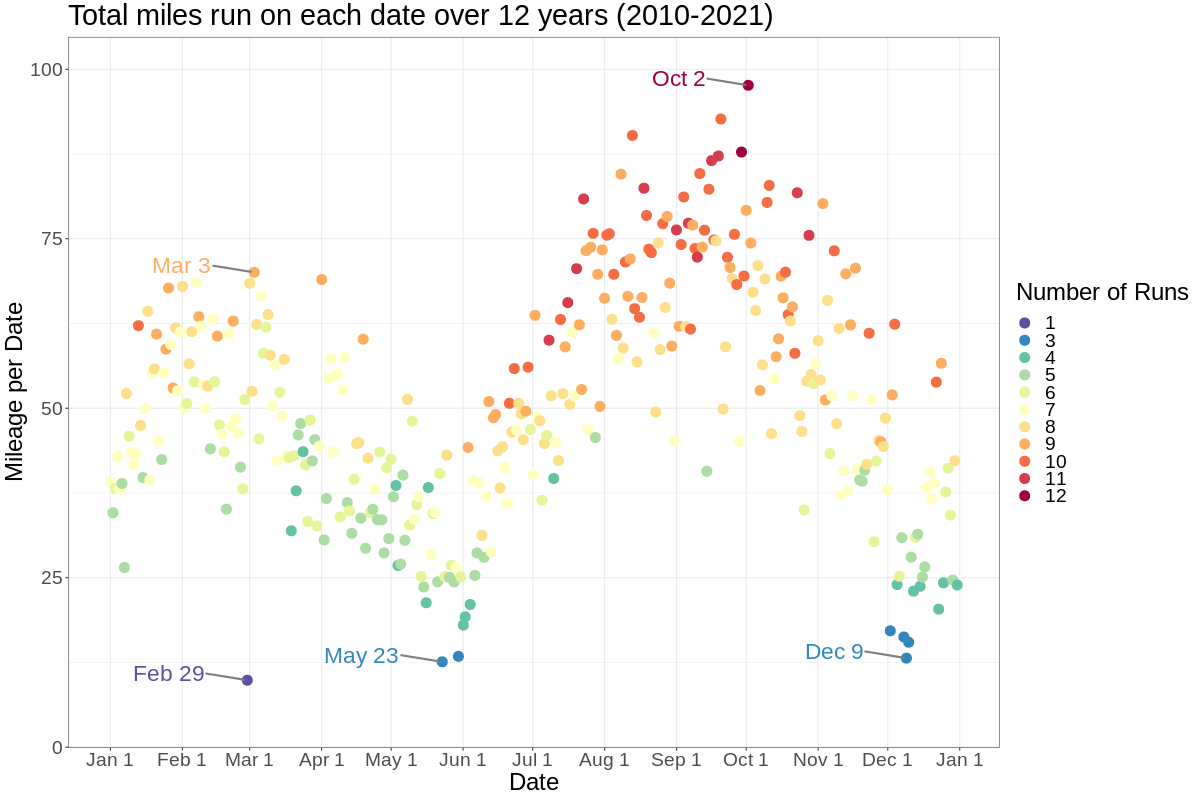 Total miles run on each date over 12 years (2010-2021)
Mileage per Date
100
75
50
25
0
Oct 2
Mar 3
Feb 29
May 23
Dec 9
Jan 1 Feb 1 Mar 1 Apr 1 May 1 Jun 1 Jul 1 Aug 1 Sep 1 Oct 1 Nov 1 Dec 1 Jan 1
Date
Number of Runs
1
3
4
5
6
7
8
9
10
11
12